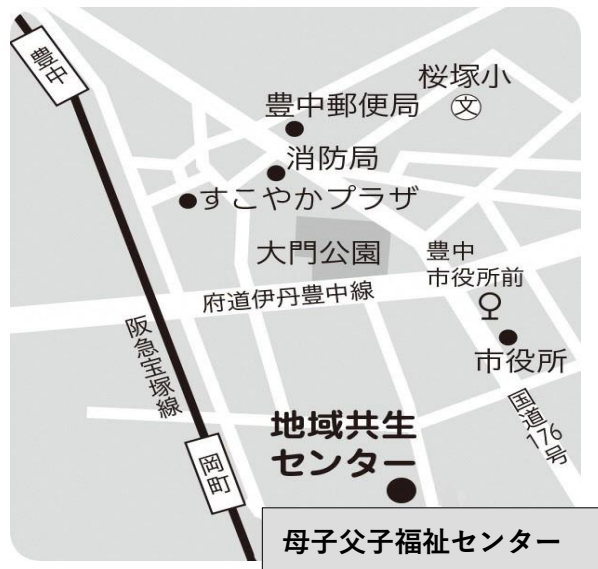 豊中
桜塚小
文
豊中郵便局
消防局
すこやかプラザ
大門公園
豊中
市役所前
府道伊丹豊中線
市役所
阪急宝塚線
国道176号
地域共生
センター
岡町
母子父子福祉センター